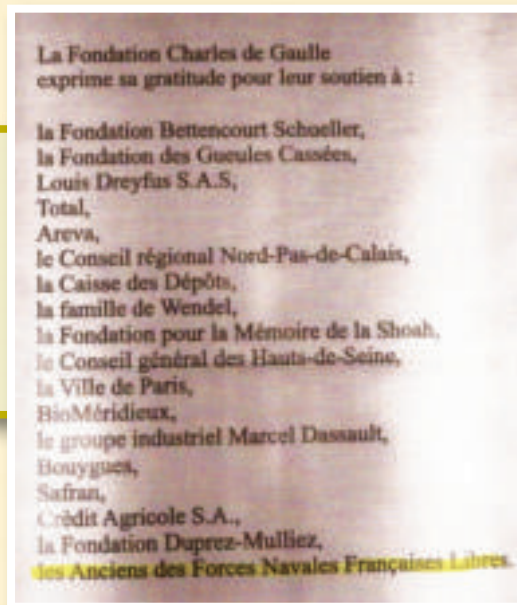 La Fondation Charles de Gaulle
exprime sa gratitude pour leur soutien à :
la Fondation Bettencourt Schueller,
la Fondation des Gueules Cassées,
Louis Dreyfus S.A.S,
Total,
Areva,
le Conseil régional Nord-Pas-de-Calais,
la Caisse des Dépôts,
la famille de Wendel,
la Fondation pour la Mémoire de la Shoah,
le Conseil général des Hauts-de-Seine,
la Ville de Paris,
BioMéridieux,
le groupe industriel Marcel Dassault,
Bouygues,
Safran,
Crédit Agricole S.A.,
la Fondation Duprez-Mulliez,
les Anciens des Forces Navales Françaises Libres.